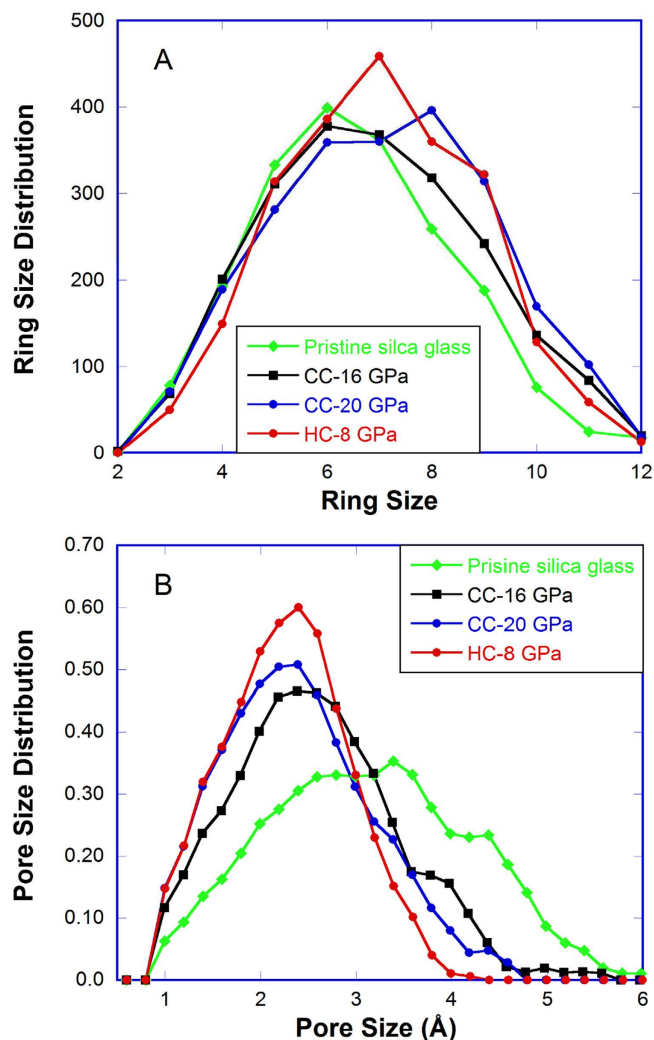 A
500
400
300
200
100
0
Ring Size Distribution
Pristine silca glass
CC-16 GPa
CC-20 GPa
HC-8 GPa
2 4 6 8 10 12
Ring Size
B
0.70
0.60
0.50
0.40
0.30
0.20
0.10
0.0
Pore Size Distribution
Prisine silica glass
CC-16 GPa
CC-20 GPa
HC-8 GPa
1 2 3 4 5 6
Pore Size (Å)